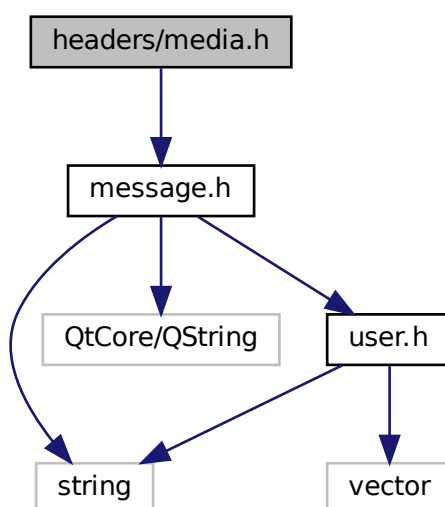 headers/media.h
message.h
QtCore/QString
user.h
string
vector